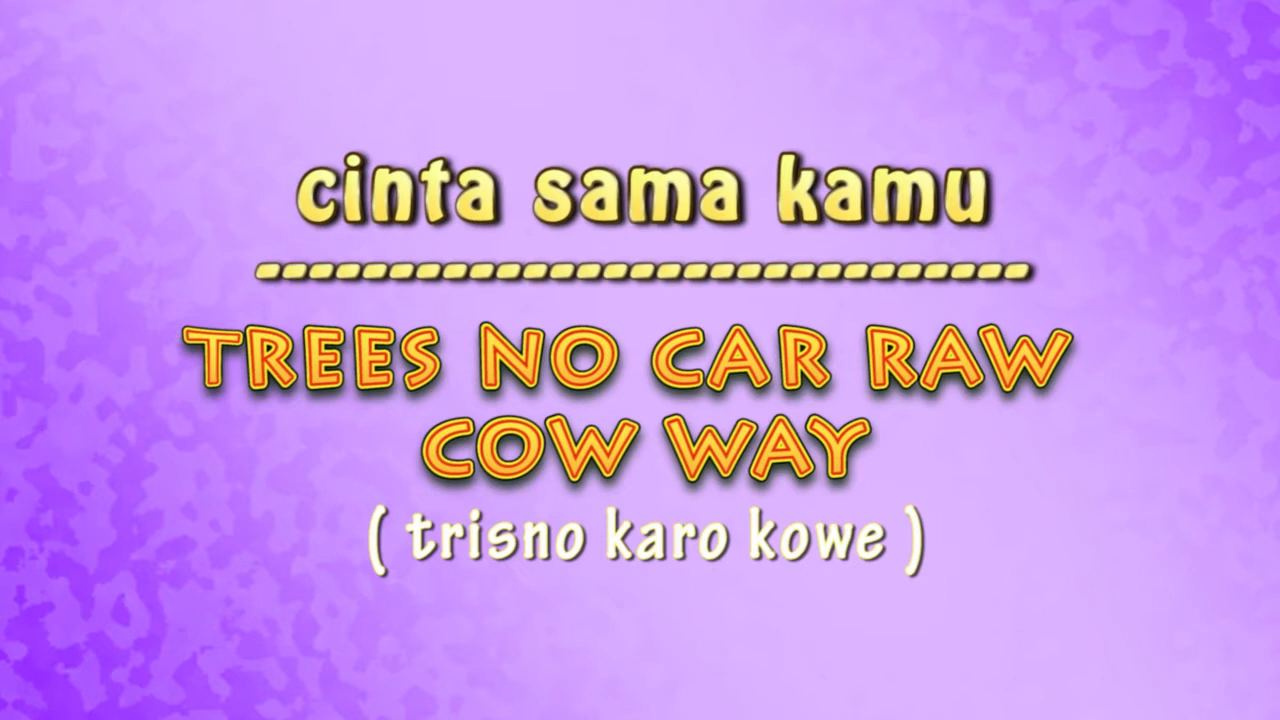 cinta sama kamu
-----------------------------
TREES NO CAR RAW
COW WAY
( trisno karo kowe )